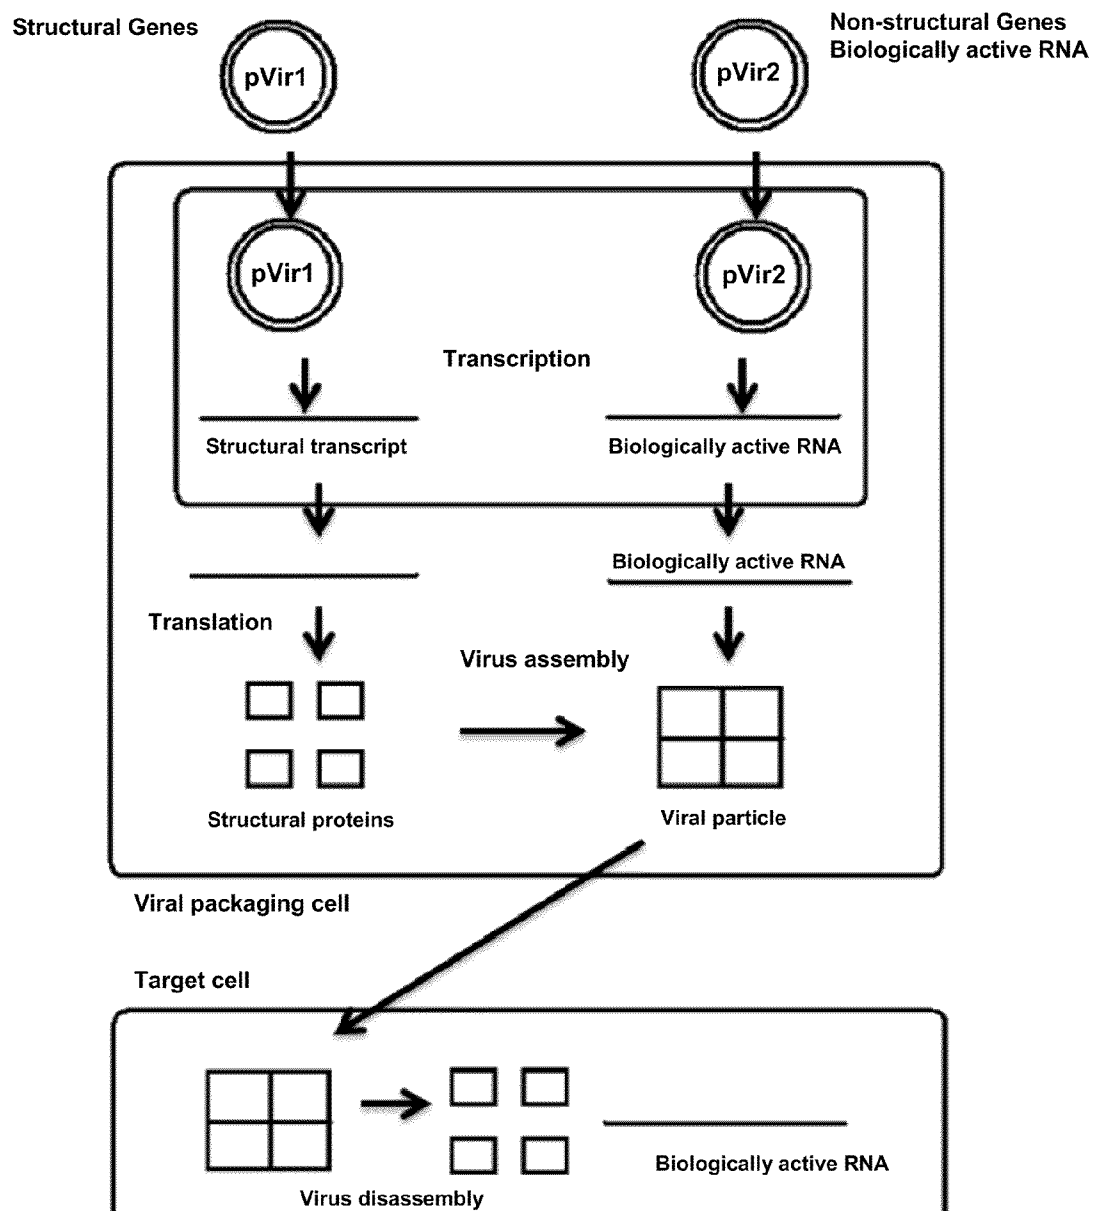 Structural Genes
Non-structural Genes
Biologically active RNA
pVir1
pVir2
pVir1
pVir2
Transcription
Structural transcript
Biologically active RNA
Biologically active RNA
Translation
Virus assembly
Structural proteins
Viral particle
Viral packaging cell
Target cell
Biologically active RNA
Virus disassembly